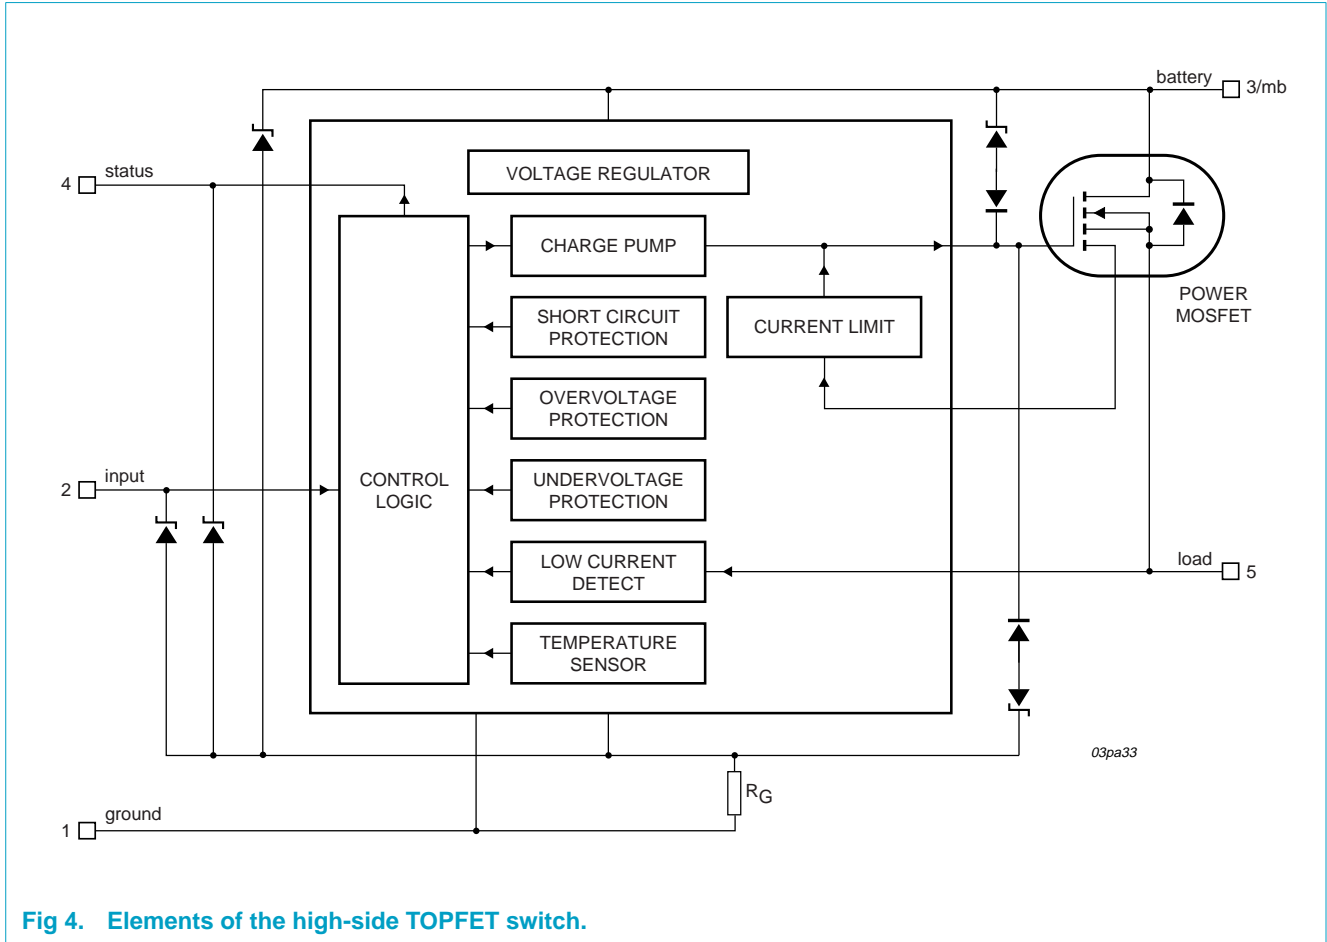 battery
3/mb
4
status
VOLTAGE REGULATOR
CHARGE PUMP
POWER
MOSFET
SHORT CIRCUIT
PROTECTION
CURRENT LIMIT
OVERVOLTAGE
PROTECTION
2
input
CONTROL
LOGIC
UNDERVOLTAGE
PROTECTION
LOW CURRENT
DETECT
load
5
TEMPERATURE
SENSOR
03pa33
RG
1
ground
Fig 4. Elements of the high-side TOPFET switch.